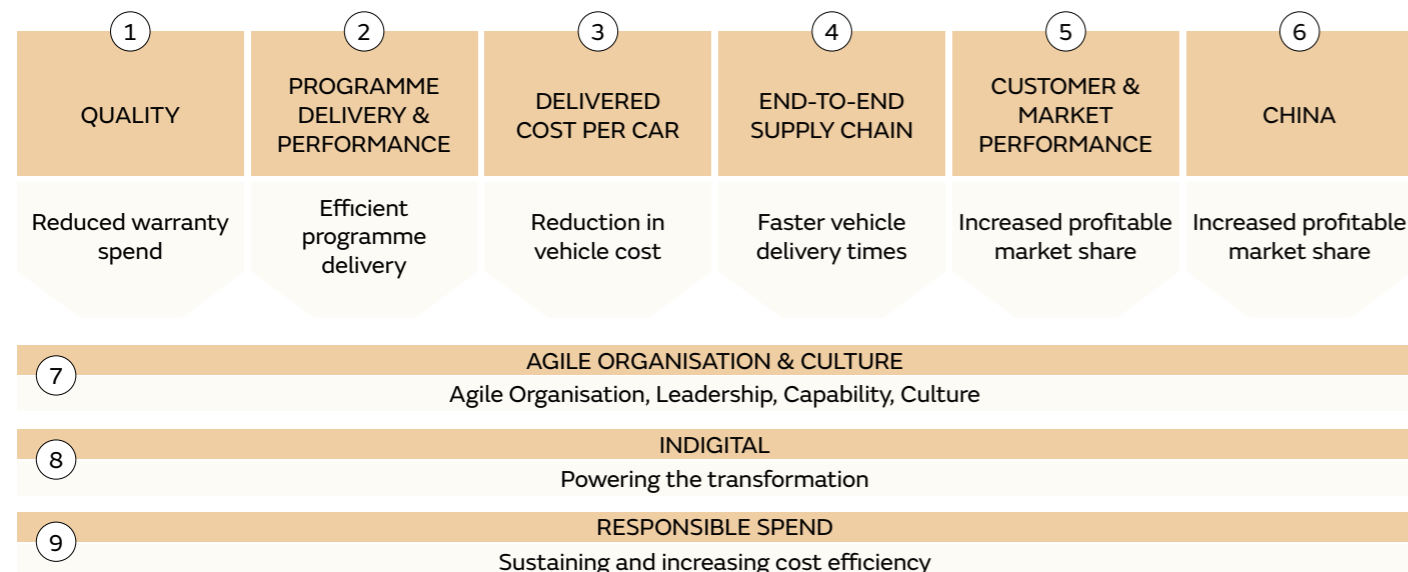 1
QUALITY
Reduced warranty
spend
2
PROGRAMME
DELIVERY &
PERFORMANCE
Efficient
programme
delivery
3
DELIVERED
COST PER CAR
Reduction in
vehicle cost
4
END-TO-END
SUPPLY CHAIN
Faster vehicle
delivery times
5
CUSTOMER &
MARKET
PERFORMANCE
Increased profitable
market share
6
CHINA
Increased profitable
market share
7
AGILE ORGANISATION & CULTURE
Agile Organisation, Leadership, Capability, Culture
8
INDIGITAL
Powering the transformation
9
RESPONSIBLE SPEND
Sustaining and increasing cost efficiency